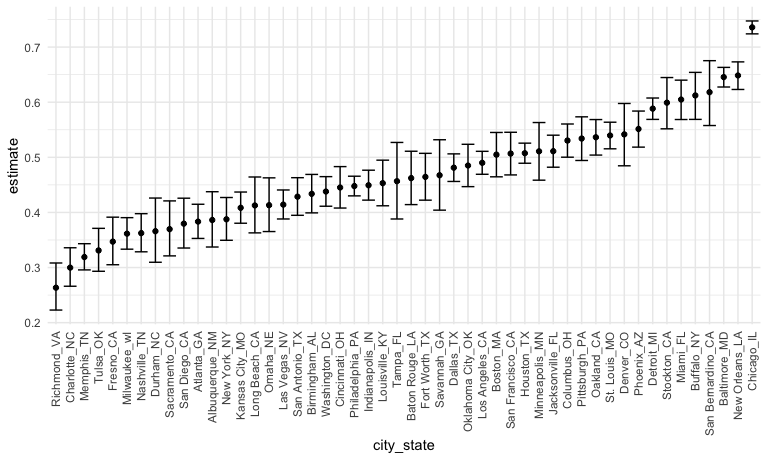 0.7
0.6
0.5
0.4
0.3
0.2
estimate
Richmond_VA
Charlotte_NC
Memphis_TN
Tulsa_OK
Fresno_CA
Milwaukee_wI
Nashville_TN
Durham_NC
Sacramento_CA
San Diego_CA
Atlanta_GA
Albuquerque_NM
New York_NY
Kansas City_MO
Long Beach_CA
Omaha_NE
Las Vegas_NV
San Antonio_TX
Birmingham_AL
Washington_DC
Cincinnati_OH
Philadelphia_PA
Indianapolis_IN
Louisville_KY
Tampa_FL
Baton Rouge_LA
Fort Worth_TX
Savannah_GA
Dallas_TX
Oklahoma City_OK
Los Angeles_CA
Boston_MA
San Francisco_CA
Houston_TX
Minneapolis_MN
Jacksonville_FL
Columbus_OH
Pittsburgh_PA
Oakland_CA
St. Louis_MO
Denver_CO
Phoenix_AZ
Detroit_MI
Stockton_CA
Miami_FL
Buffalo_NY
San Bernardino_CA
Baltimore_MD
New Orleans_LA
Chicago_IL
city_state